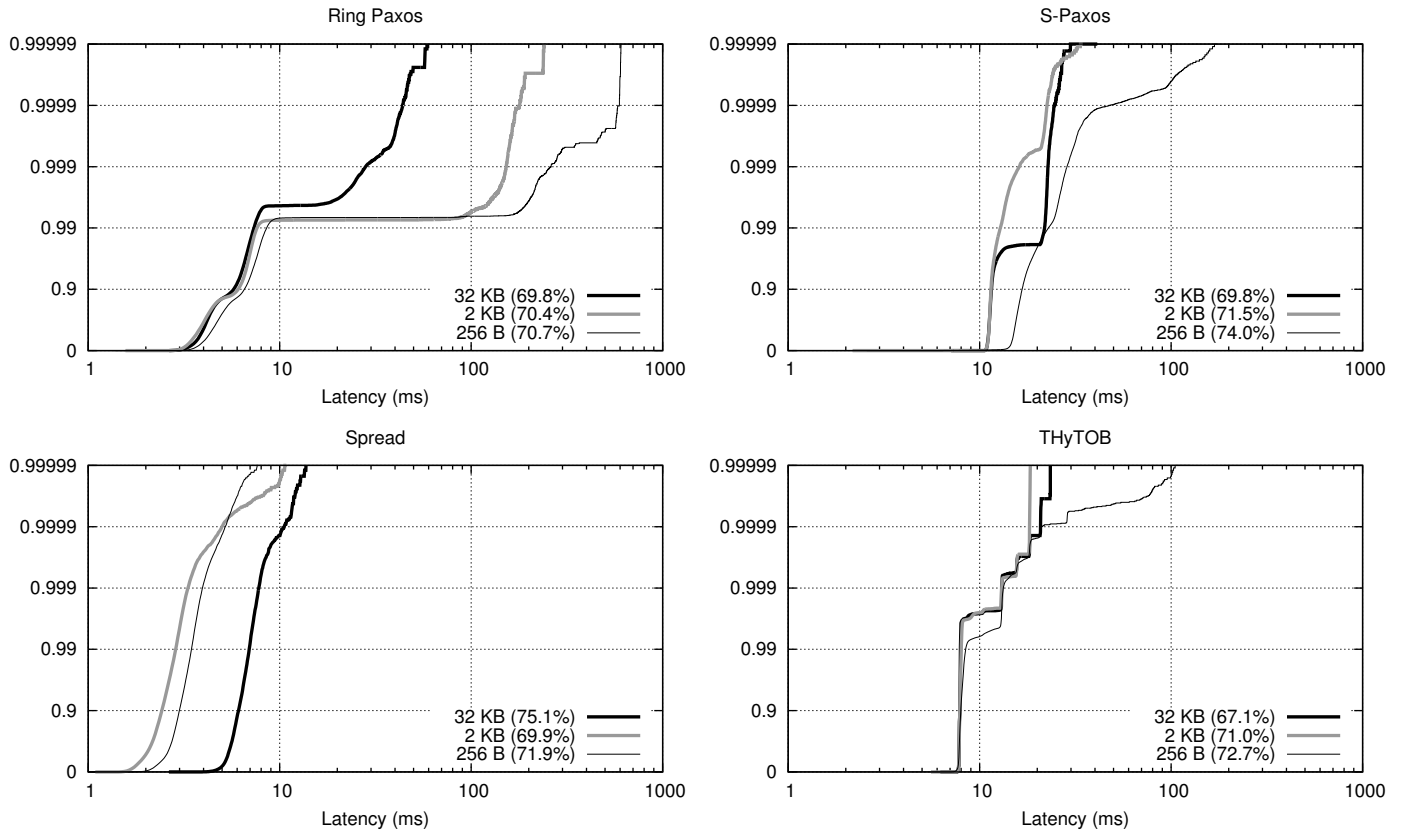 Ring Paxos
0.99999
0.9999
0.999
0.99
0.9
0
32 KB (69.8%)
2 KB (70.4%)
256 B (70.7%)
1 10 100 1000
Latency (ms)
S-Paxos
0.99999
0.9999
0.999
0.99
0.9
0
32 KB (69.8%)
2 KB (71.5%)
256 B (74.0%)
1 10 100 1000
Latency (ms)
Spread
0.99999
0.9999
0.999
0.99
0.9
0
32 KB (75.1%)
2 KB (69.9%)
256 B (71.9%)
1 10 100 1000
Latency (ms)
THyTOB
0.99999
0.9999
0.999
0.99
0.9
0
32 KB (67.1%)
2 KB (71.0%)
256 B (72.7%)
1 10 100 1000
Latency (ms)